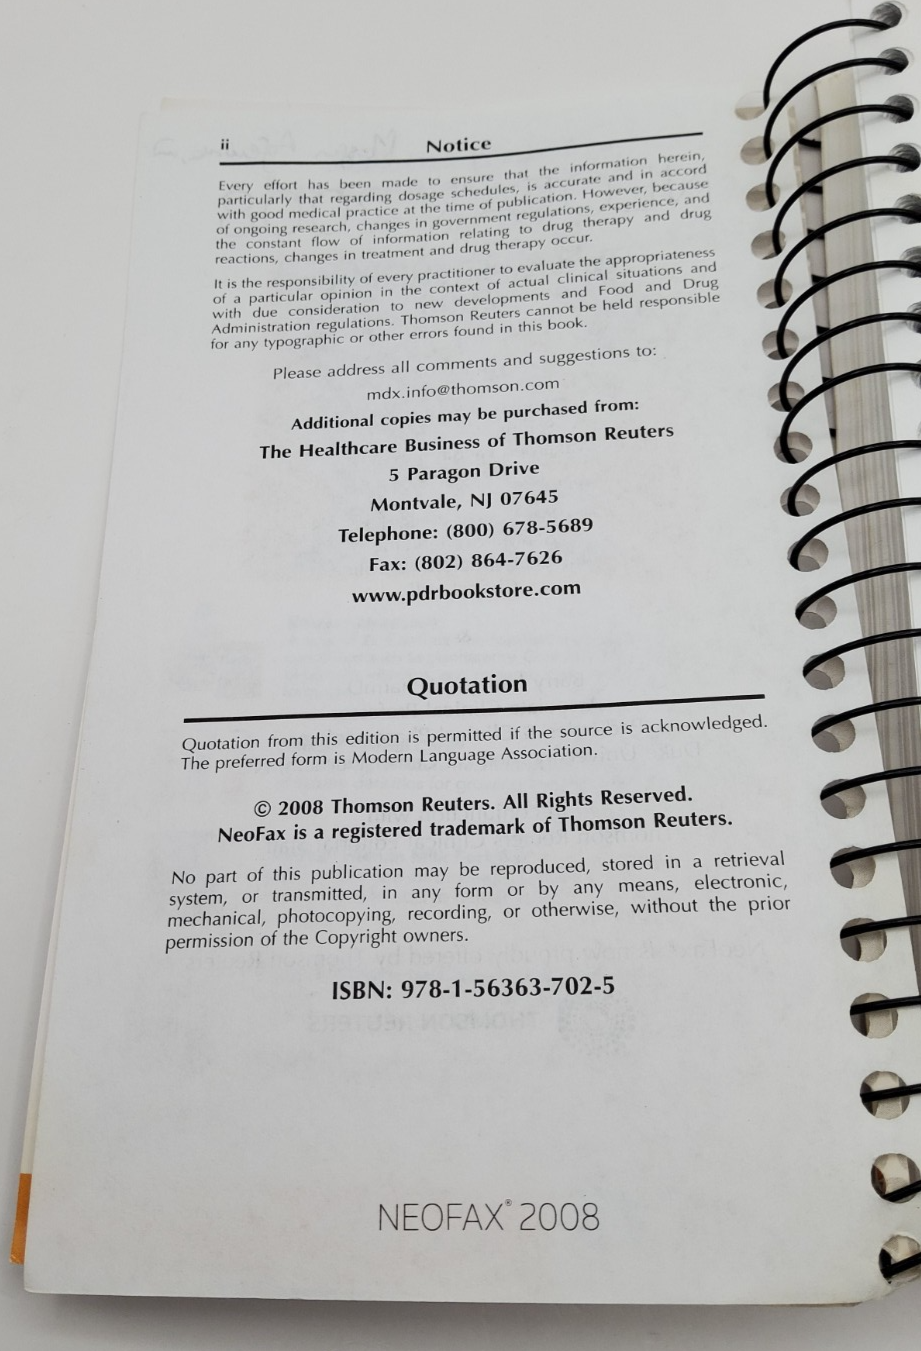 ii
Notice
Every effort has been made to ensure that the information herein,
particularly that regarding dosage schedules, is accurate and in accord
with good medical practice at the time of publication. However, because
of ongoing research, changes in government regulations, experience, and
the constant flow of information relating to drug therapy and drug
reactions, changes in treatment and drug therapy occur.
It is the responsibility of every practitioner to evaluate the appropriateness
of a particular opinion in the context of actual clinical situations and
with due consideration to new developments and Food and Drug
Administration regulations. Thomson Reuters cannot be held responsible
for any typographic or other errors found in this book.
Please address all comments and suggestions to:
mdx.info@thomson.com
Additional copies may be purchased from:
The Healthcare Business of Thomson Reuters
5 Paragon Drive
Montvale, NJ 07645
Telephone: (800) 678-5689
Fax: (802) 864-7626
www.pdrbookstore.com
Quotation
Quotation from this edition is permitted if the source is acknowledged.
The preferred form is Modern Language Association.
© 2008 Thomson Reuters. All Rights Reserved.
NeoFax is a registered trademark of Thomson Reuters.
No part of this publication may be reproduced, stored in a retrieval
system, or transmitted, in any form or by any means, electronic,
mechanical, photocopying, recording, or otherwise, without the prior
permission of the Copyright owners.
ISBN: 978-1-56363-702-5
NEOFAX® 2008